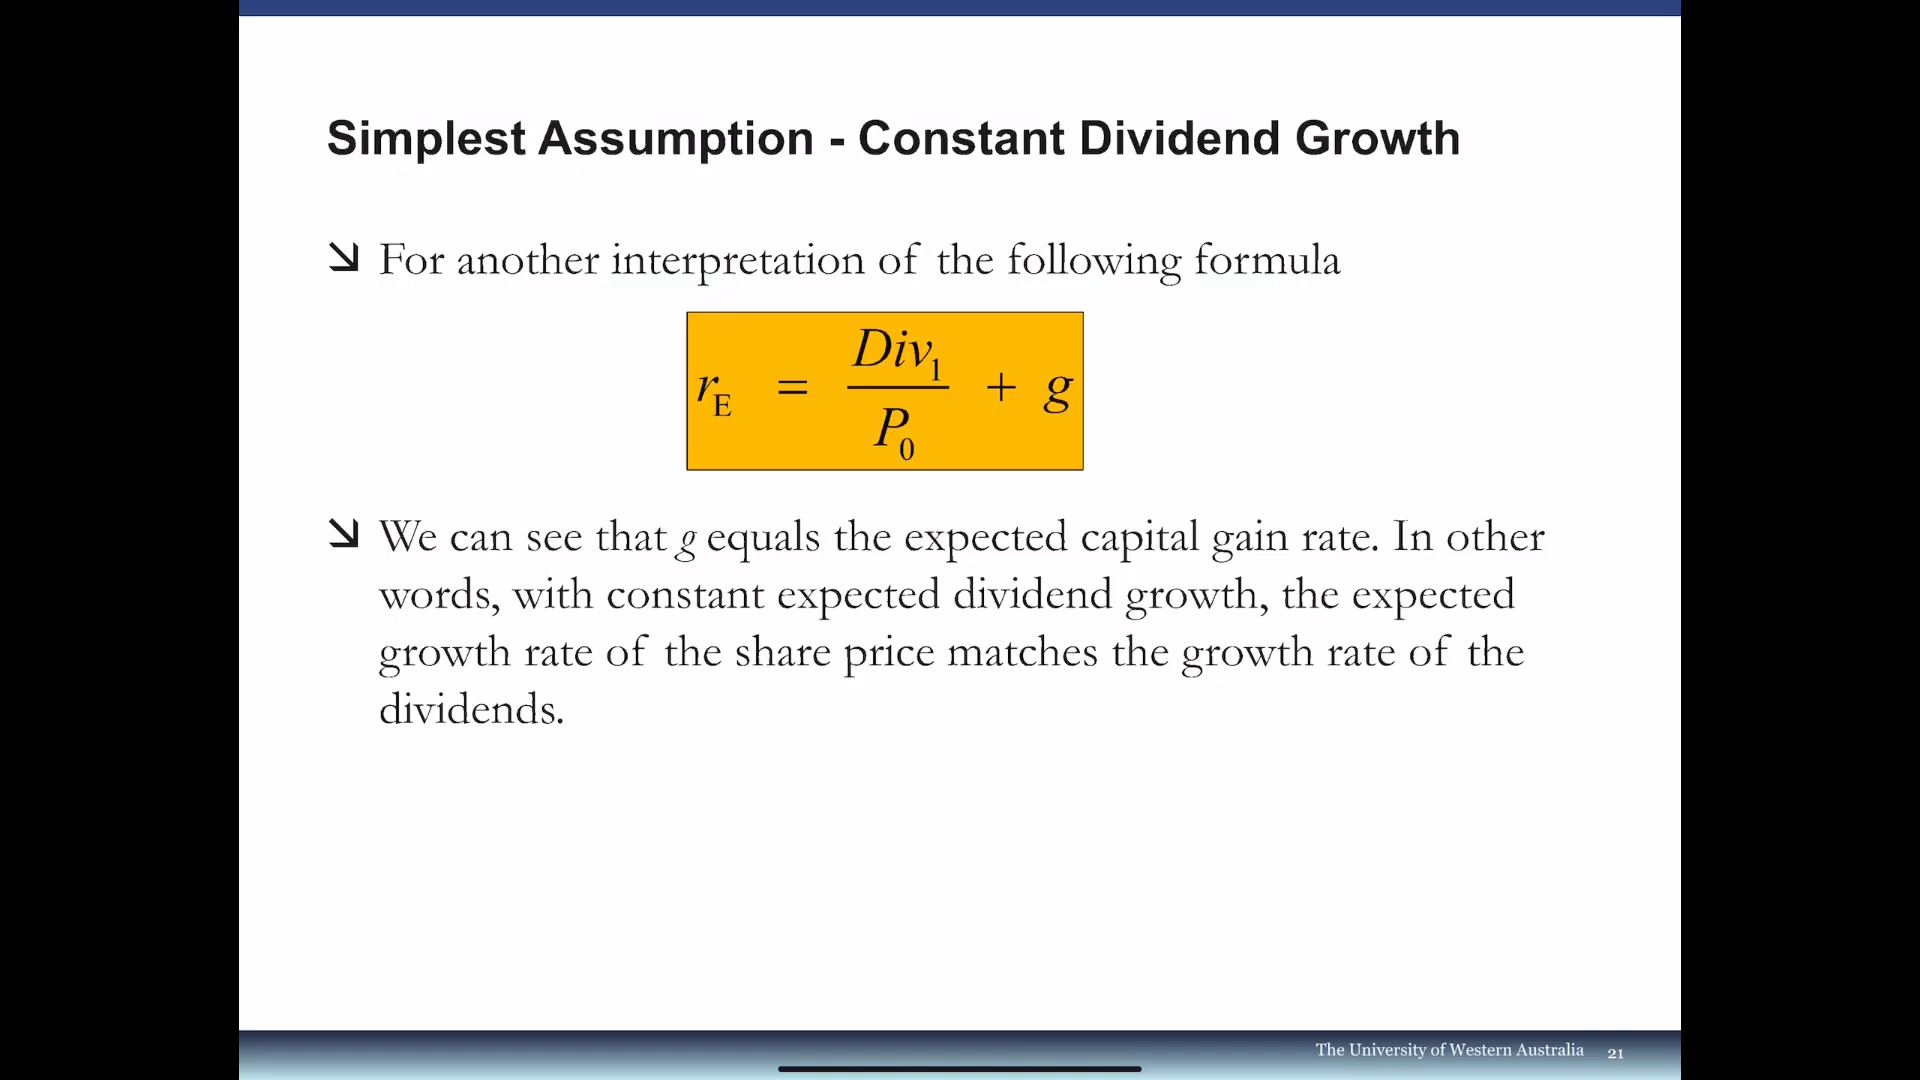 Simplest Assumption - Constant Dividend Growth
For another interpretation of the following formula
r_E = Div_1 / P_0 + g
We can see that g equals the expected capital gain rate. In other
words, with constant expected dividend growth, the expected
growth rate of the share price matches the growth rate of the
dividends.
The University of Western Australia 21